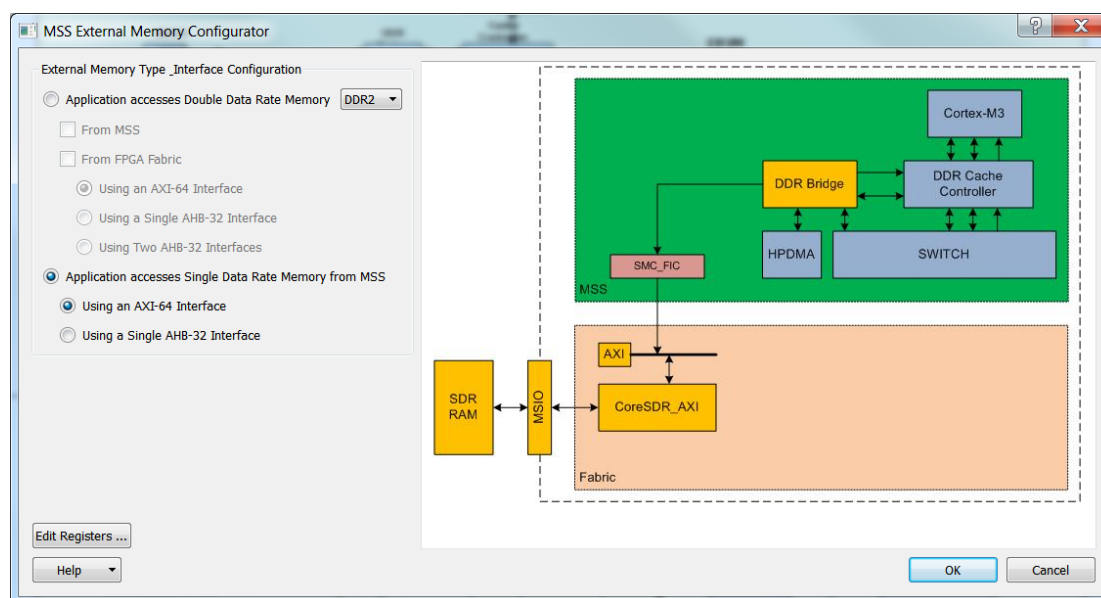 MSS External Memory Configurator
External Memory Type _Interface Configuration
Application accesses Double Data Rate Memory DDR2
From MSS
From FPGA Fabric
Using an AXI-64 Interface
Using a Single AHB-32 Interface
Using Two AHB-32 Interfaces
Application accesses Single Data Rate Memory from MSS
Using an AXI-64 Interface
Using a Single AHB-32 Interface
Edit Registers ...
Help
Cortex-M3
DDR Bridge
DDR Cache
Controller
HPDMA
SWITCH
SMC_FIC
MSS
AXI
SDR
RAM
MSIO
CoreSDR_AXI
Fabric
OK
Cancel